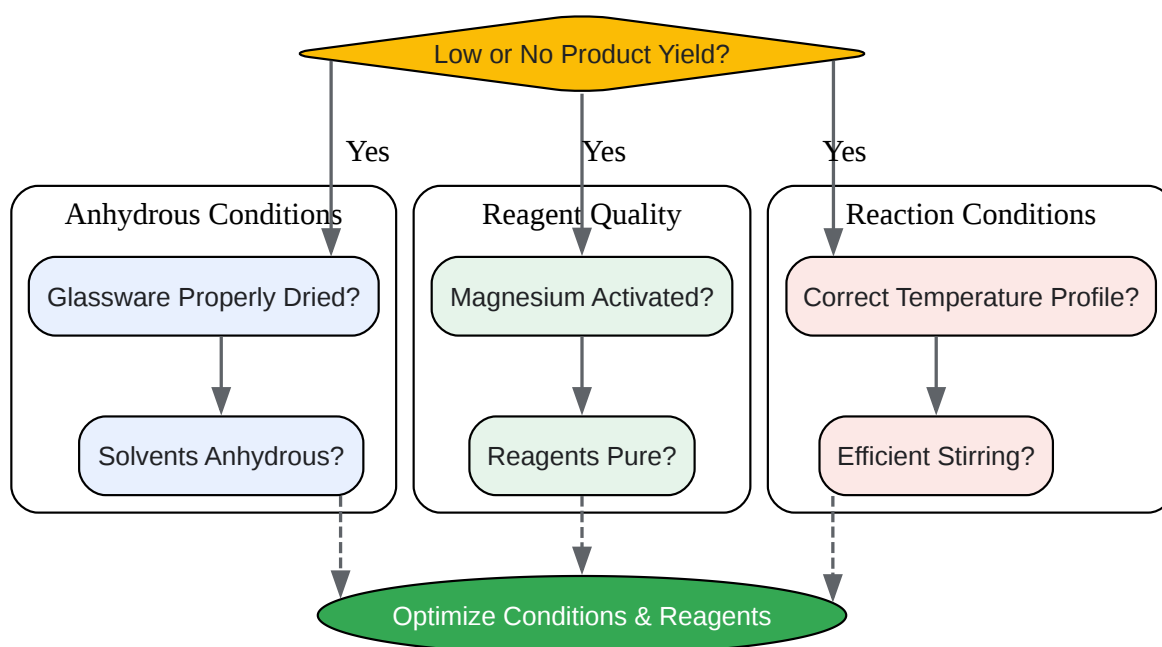 Low or No Product Yield?
Yes
Yes
Yes
Anhydrous Conditions
Reagent Quality
Reaction Conditions
Glassware Properly Dried?
Magnesium Activated?
Correct Temperature Profile?
Solvents Anhydrous?
Reagents Pure?
Efficient Stirring?
Optimize Conditions & Reagents